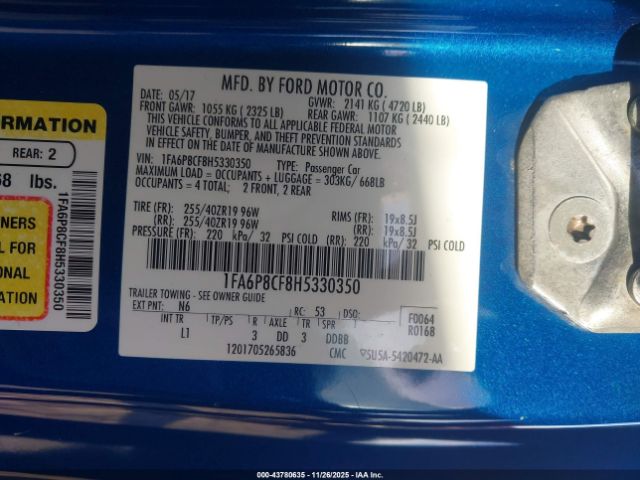 MFD. BY FORD MOTOR CO.
DATE: 05/17
GVWR: 2141 KG ( 4720 LB)
FRONT GAWR: 1055 KG ( 2325 LB)
REAR GAWR: 1107 KG ( 2440 LB)
THIS VEHICLE CONFORMS TO ALL APPLICABLE FEDERAL MOTOR
VEHICLE SAFETY, BUMPER, AND THEFT PREVENTION STANDARDS
IN EFFECT ON THE DATE OF MANUFACTURE SHOWN ABOVE.
VIN: 1FA6P8CF8H5330350
TYPE: Passenger Car
MAXIMUM LOAD = OCCUPANTS + LUGGAGE = 303KG/ 668LB
OCCUPANTS = 4 TOTAL; 2 FRONT, 2 REAR
TIRE (FR): 255/40ZR19 96W RIMS (FR): 19x8.5J
(RR): 255/40ZR19 96W (RR): 19x8.5J
PRESSURE (FR): 220 kPa/ 32 PSI COLD (RR): 220 kPa/ 32 PSI COLD
1FA6P8CF8H5330350
TRAILER TOWING - SEE OWNER GUIDE
EXT PNT: N6 RC: 53 F0064
R0168
INT TR TP/PS R AXLE TR SPR
L1 3 DD 3 DDBB
1201705265836 CMC 5U5A-5420472-AA
ORMATION
REAR: 2
68 lbs.
NERS
L FOR
ONAL
N
1FA6P8CF8H5330350
000-43780635 - 11/26/2025 - IAA Inc.